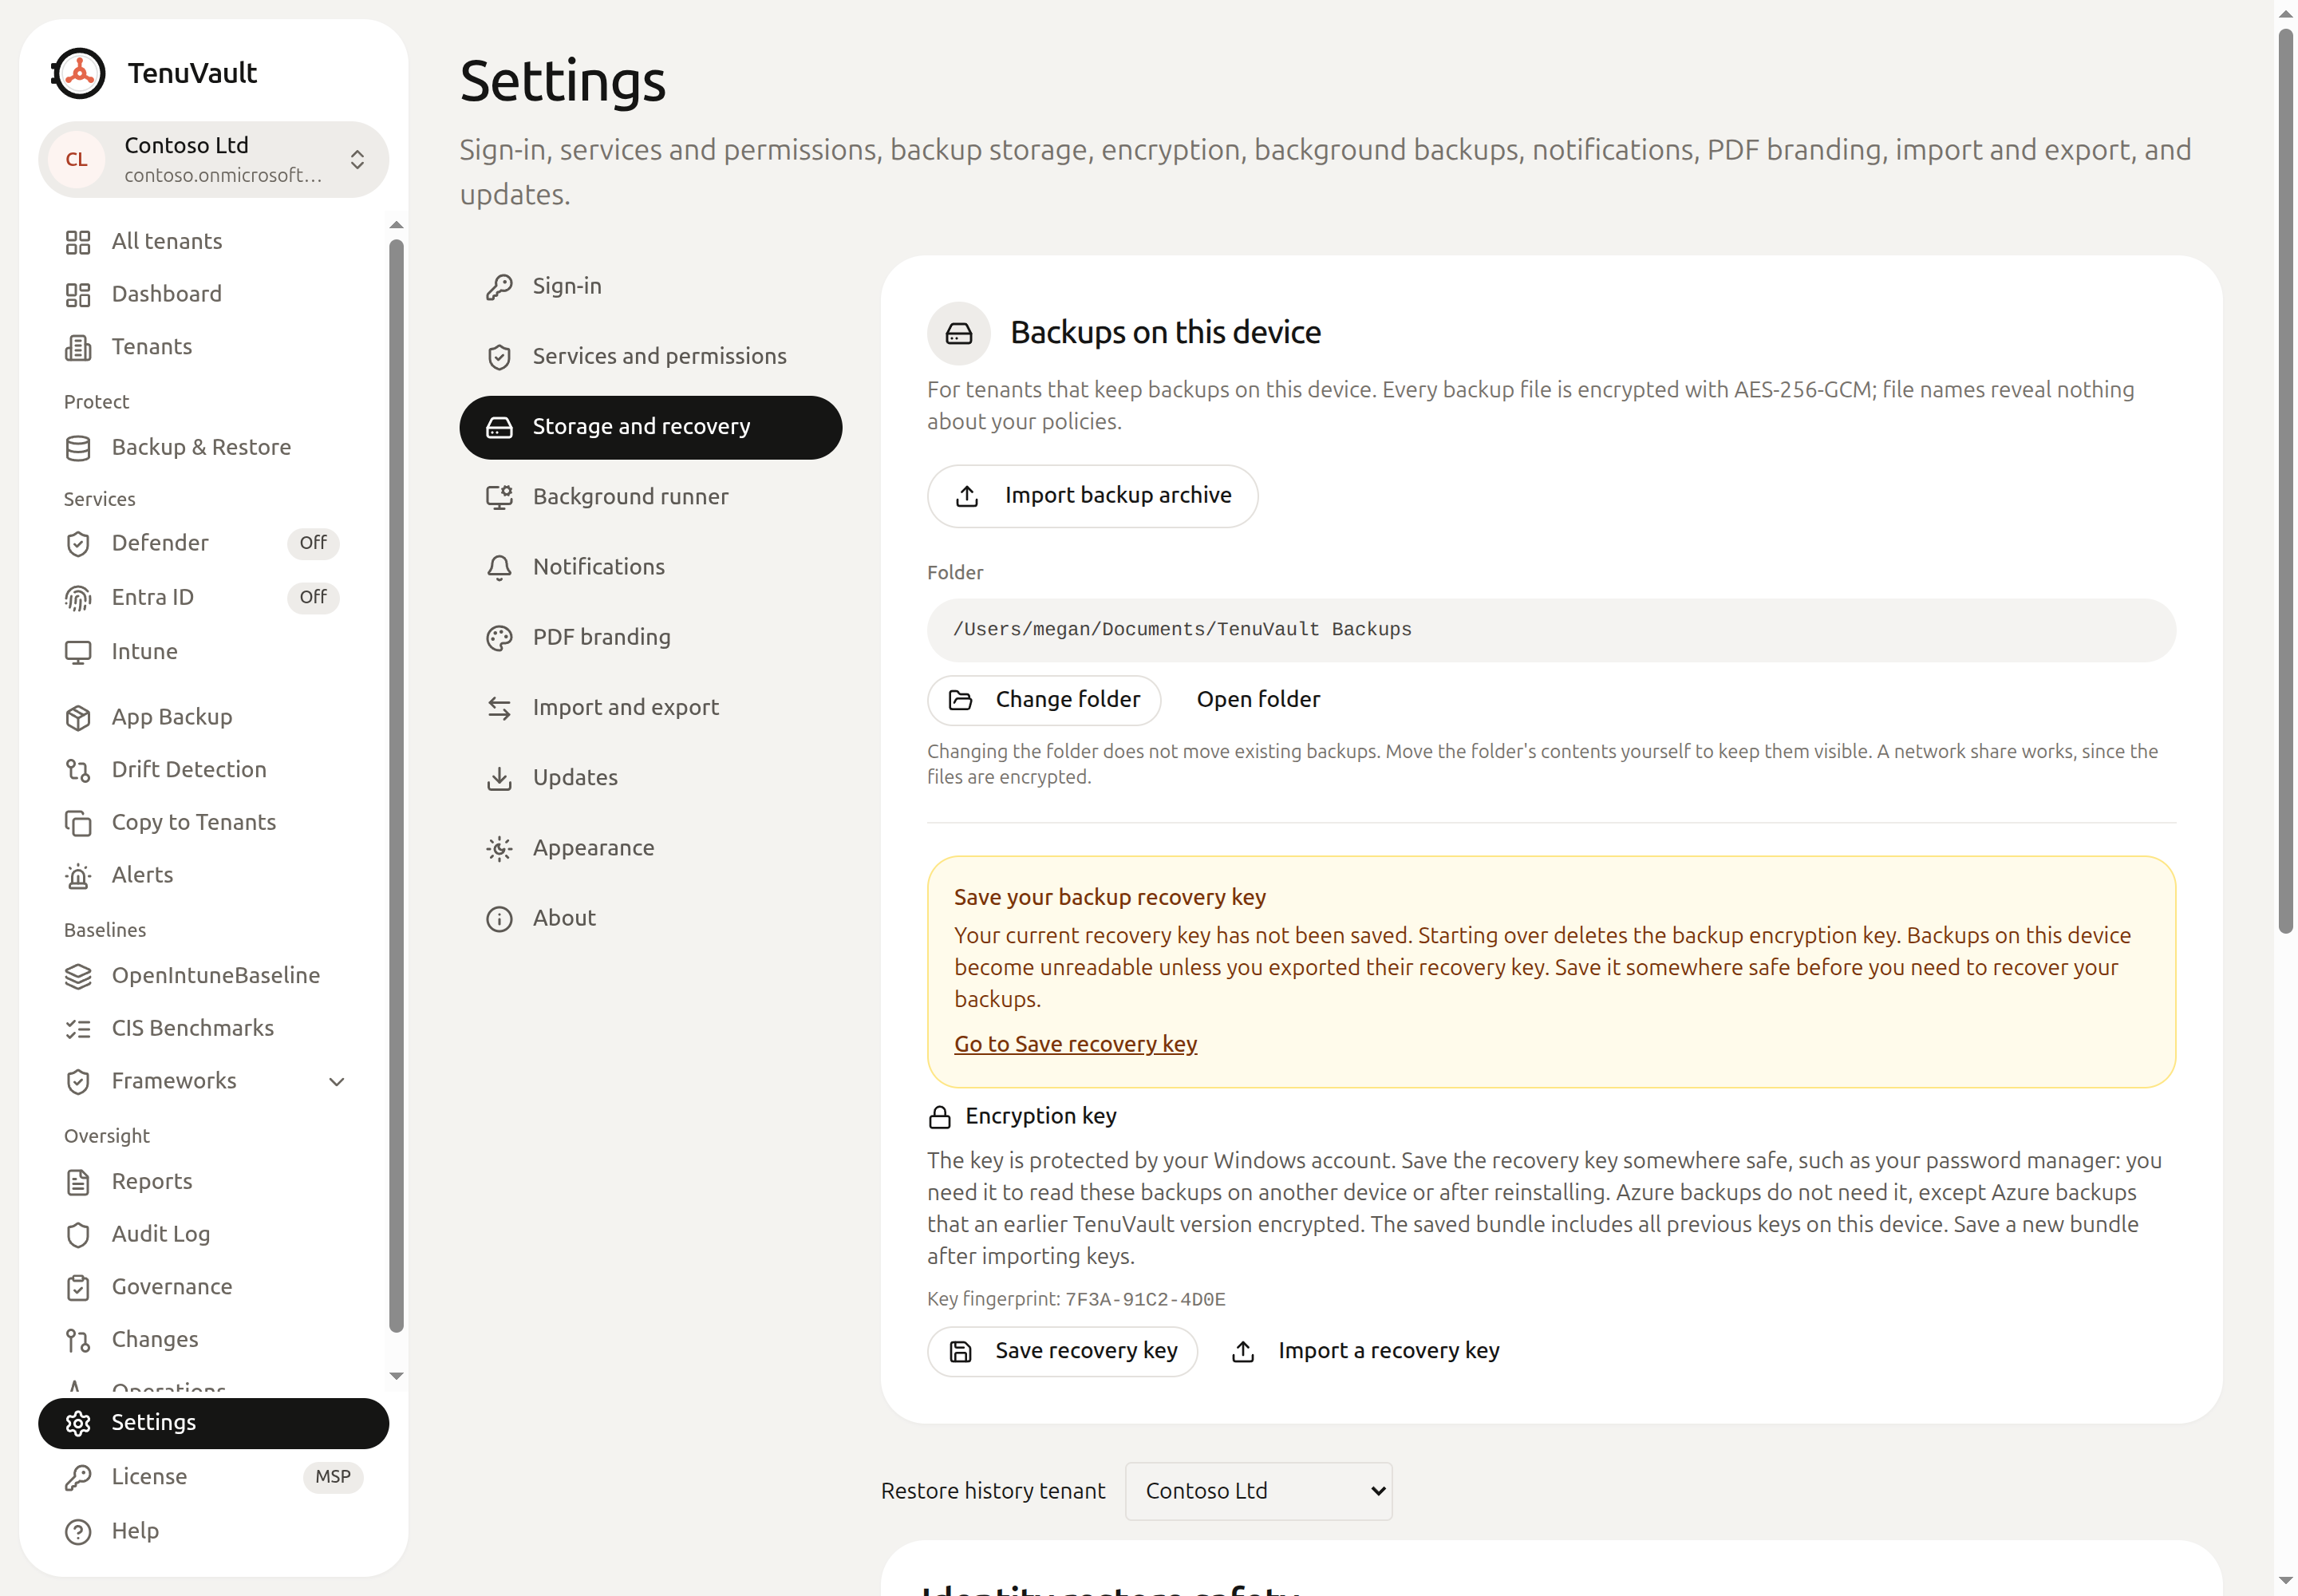 TenuVault
CL
Contoso Ltd
contoso.onmicrosoft...
All tenants
Dashboard
Tenants
Protect
Backup & Restore
Services
Defender
Off
Entra ID
Off
Intune
App Backup
Drift Detection
Copy to Tenants
Alerts
Baselines
OpenIntuneBaseline
CIS Benchmarks
Frameworks
Oversight
Reports
Audit Log
Governance
Changes
Operations
Settings
License
MSP
Help
Settings
Sign-in, services and permissions, backup storage, encryption, background backups, notifications, PDF branding, import and export, and
updates.
Sign-in
Services and permissions
Storage and recovery
Background runner
Notifications
PDF branding
Import and export
Updates
Appearance
About
Backups on this device
For tenants that keep backups on this device. Every backup file is encrypted with AES-256-GCM; file names reveal nothing
about your policies.
Import backup archive
Folder
/Users/megan/Documents/TenuVault Backups
Change folder
Open folder
Changing the folder does not move existing backups. Move the folder's contents yourself to keep them visible. A network share works, since the
files are encrypted.
Save your backup recovery key
Your current recovery key has not been saved. Starting over deletes the backup encryption key. Backups on this device
become unreadable unless you exported their recovery key. Save it somewhere safe before you need to recover your
backups.
Go to Save recovery key
Encryption key
The key is protected by your Windows account. Save the recovery key somewhere safe, such as your password manager: you
need it to read these backups on another device or after reinstalling. Azure backups do not need it, except Azure backups
that an earlier TenuVault version encrypted. The saved bundle includes all previous keys on this device. Save a new bundle
after importing keys.
Key fingerprint: 7F3A-91C2-4D0E
Save recovery key
Import a recovery key
Restore history tenant
Contoso Ltd
Identity restore safety